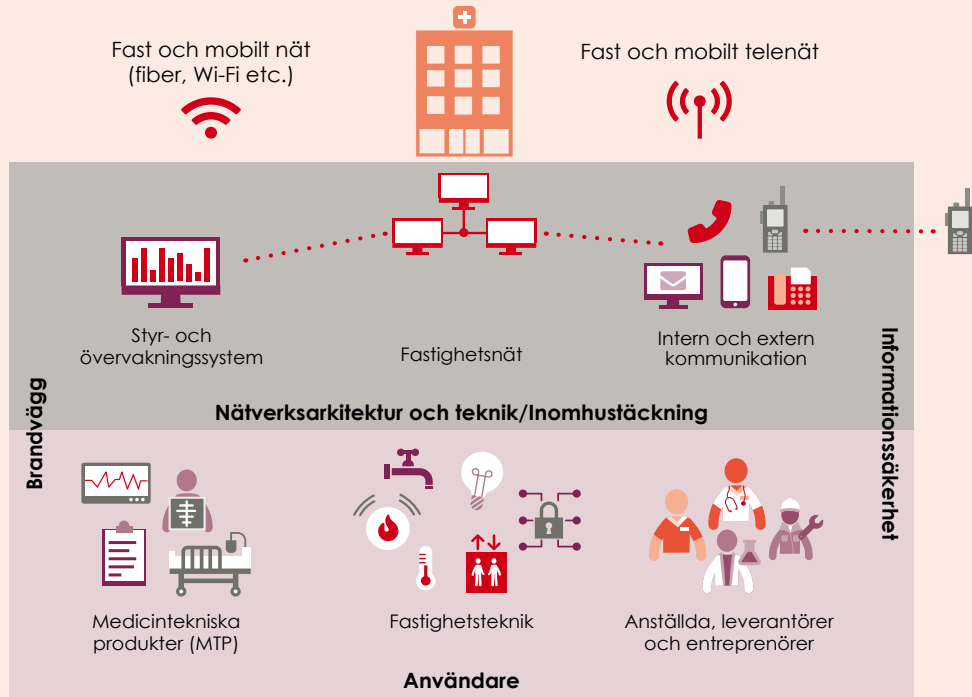 Fast och mobilt nät
(fiber, Wi-Fi etc.)
Fast och mobilt telenät
Styr- och
övervakningssystem
Fastighetsnät
Intern och extern
kommunikation
Nätverksarkitektur och teknik/Inomhustäckning
Brandvägg
Informationssäkerhet
Medicintekniska
produkter (MTP)
Fastighetsteknik
Anställda, leverantörer
och entreprenörer
Användare